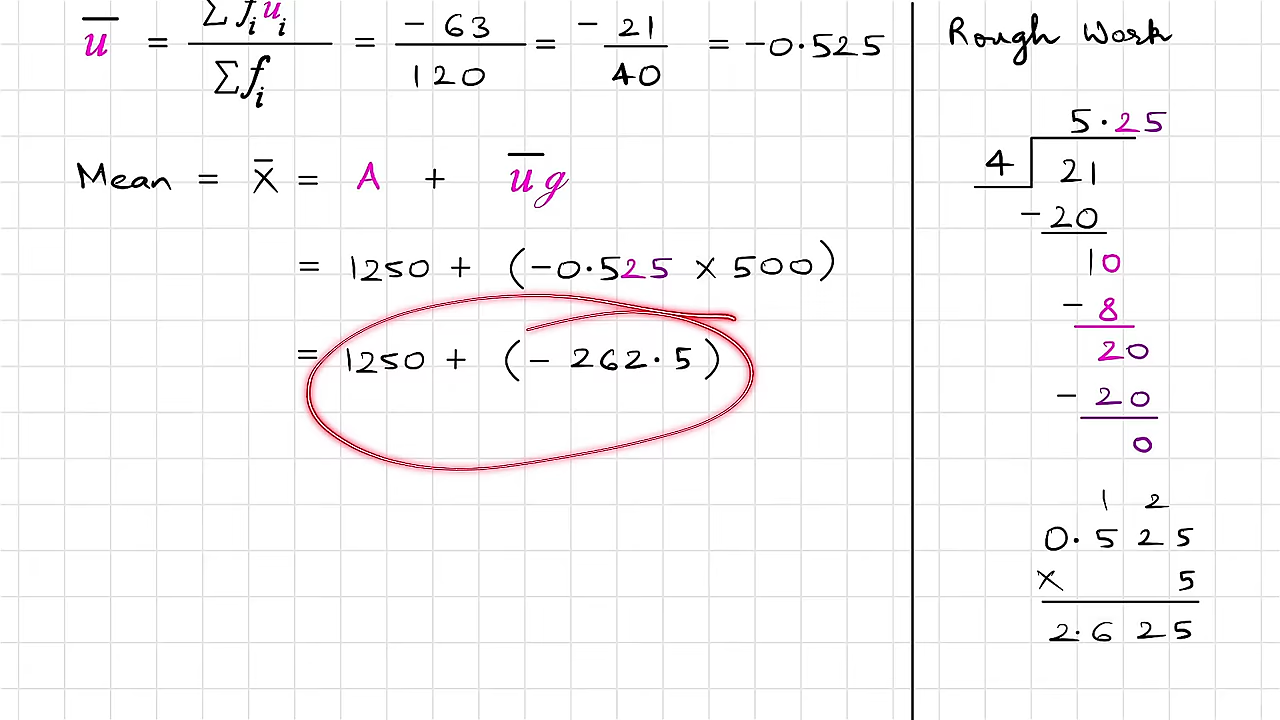 u̅ = Σfᵢuᵢ / Σfᵢ = -63 / 120 = -21 / 40 = -0.525
Mean = X̄ = A + u̅g
= 1250 + (-0.525 × 500)
= 1250 + (- 262.5)
Rough Work
5.25
4 21
-20
10
- 8
20
- 20
0
1 2
0.525
× 5
2.625